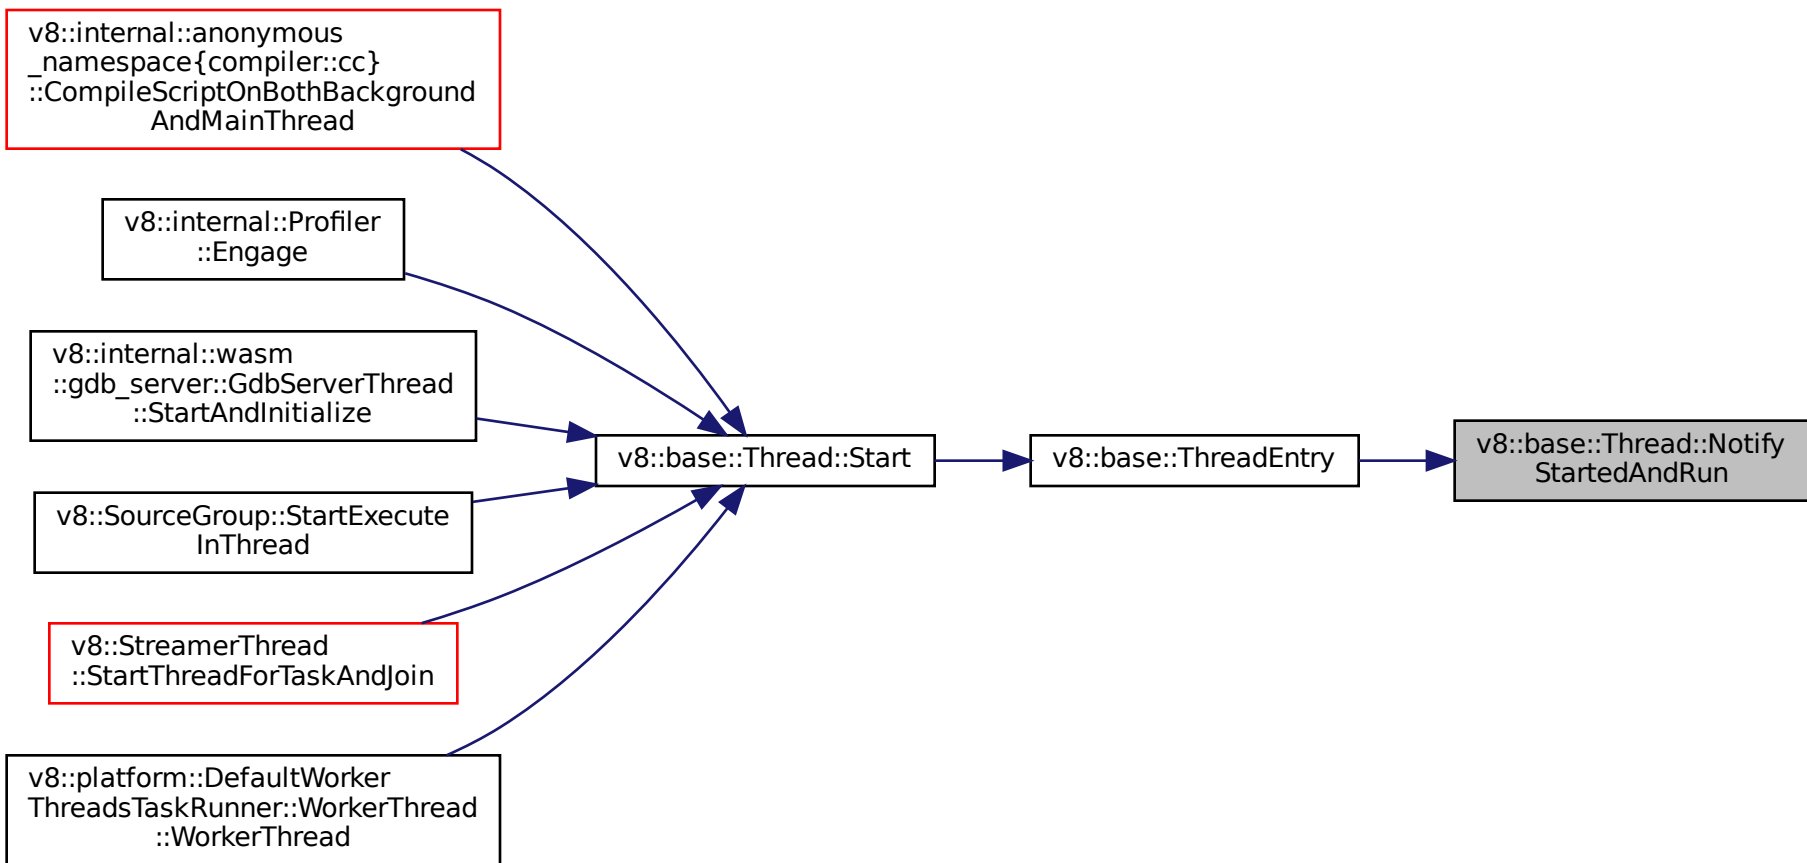 v8::internal::anonymous
_namespace{compiler::cc}
::CompileScriptOnBothBackground
AndMainThread
v8::internal::Profiler
::Engage
v8::internal::wasm
::gdb_server::GdbServerThread
::StartAndInitialize
v8::SourceGroup::StartExecute
InThread
v8::StreamerThread
::StartThreadForTaskAndJoin
v8::platform::DefaultWorker
ThreadsTaskRunner::WorkerThread
::WorkerThread
v8::base::Thread::Start
v8::base::ThreadEntry
v8::base::Thread::Notify
StartedAndRun